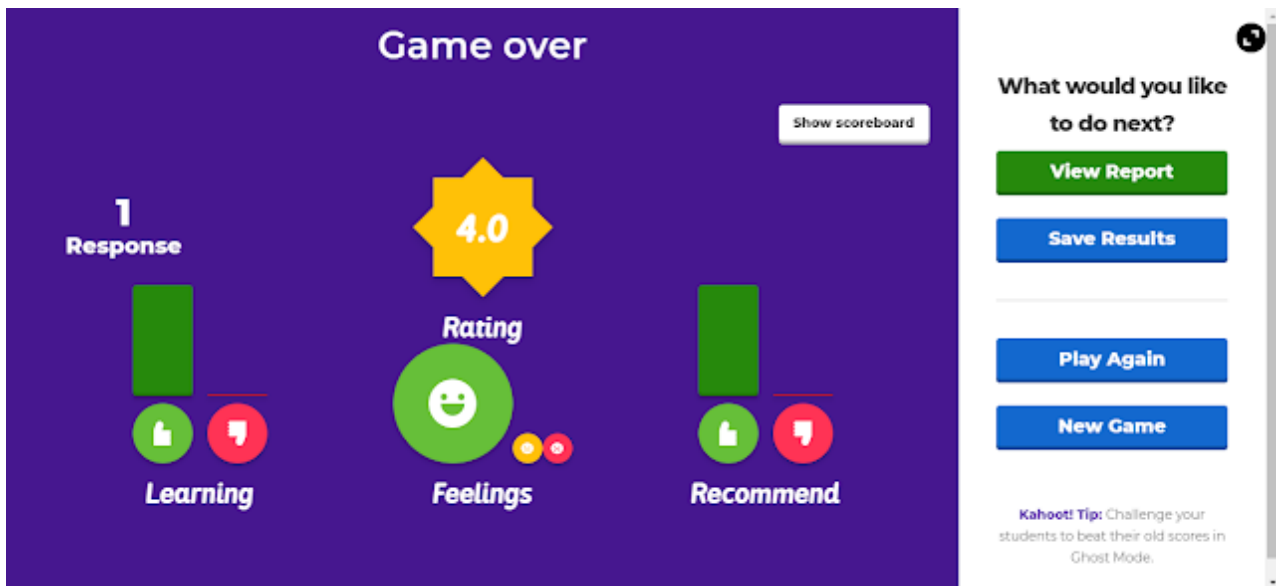 Game over
Show scoreboard
1
Response
4.0
Rating
Learning
Feelings
Recommend
What would you like
to do next?
View Report
Save Results
Play Again
New Game
Kahoot! Tip: Challenge your
students to beat their old scores in
Ghost Mode.